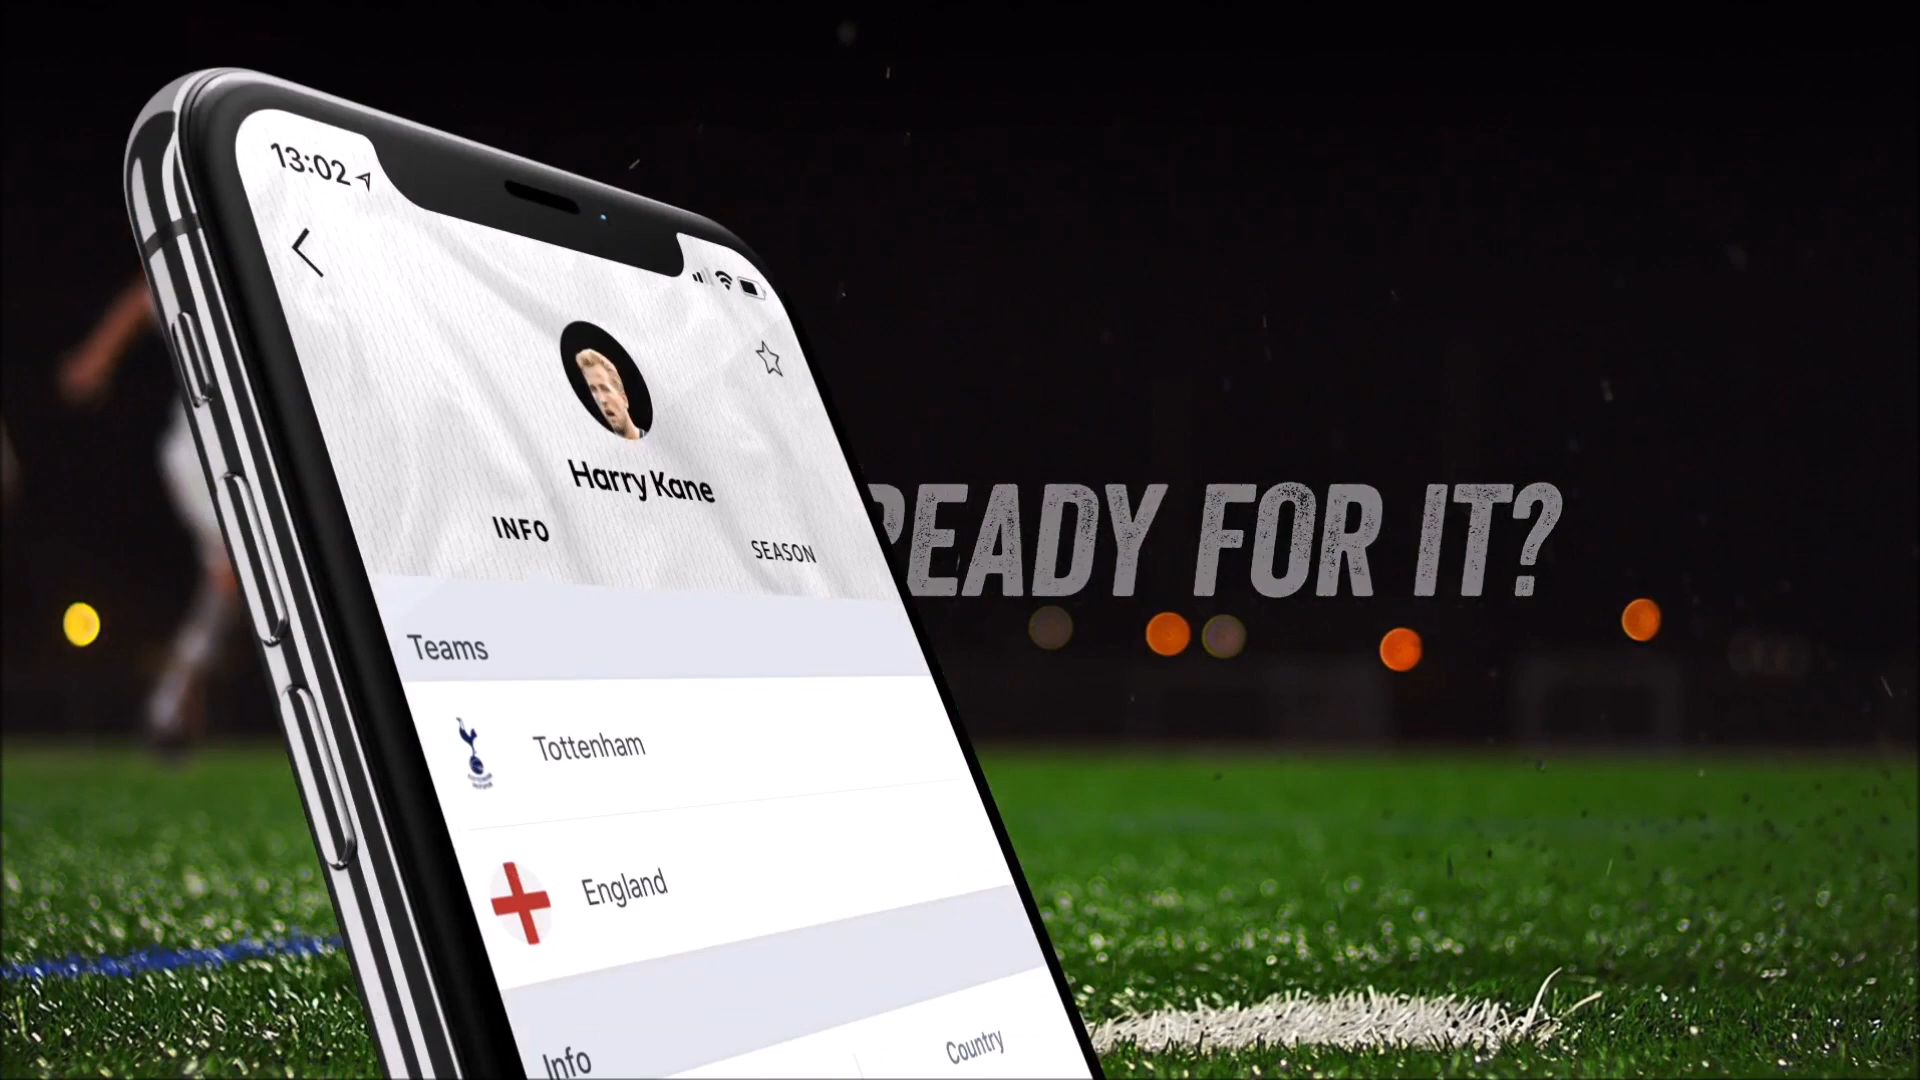 13:02
Harry Kane
INFO
SEASON
READY FOR IT?
Teams
Tottenham
England
Info
Country